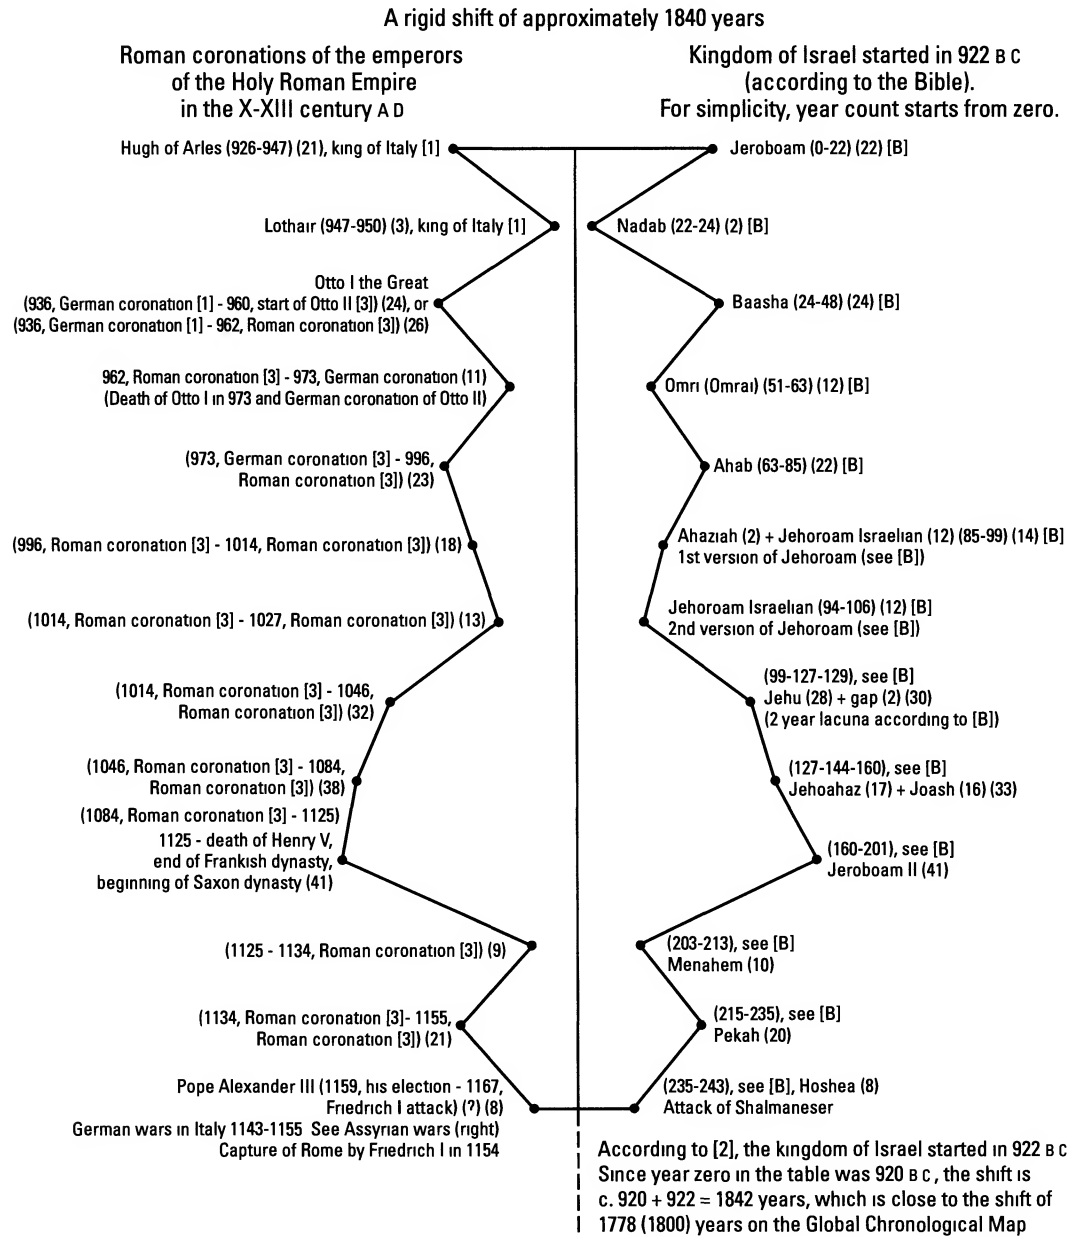 A rigid shift of approximately 1840 years
Roman coronations of the emperors
of the Holy Roman Empire
in the X-XIII century A D
Kingdom of Israel started in 922 B C
(according to the Bible).
For simplicity, year count starts from zero.
Hugh of Arles (926-947) (21), king of Italy [1]
Jeroboam (0-22) (22) [B]
Lothair (947-950) (3), king of Italy [1]
Nadab (22-24) (2) [B]
Otto I the Great
(936, German coronation [1] - 960, start of Otto II [3]) (24), or
(936, German coronation [1] - 962, Roman coronation [3]) (26)
Baasha (24-48) (24) [B]
962, Roman coronation [3] - 973, German coronation (11)
(Death of Otto I in 973 and German coronation of Otto II)
Omri (Omrai) (51-63) (12) [B]
(973, German coronation [3] - 996,
Roman coronation [3]) (23)
Ahab (63-85) (22) [B]
(996, Roman coronation [3] - 1014, Roman coronation [3]) (18)
Ahaziah (2) + Jehoroam Israelian (12) (85-99) (14) [B]
1st version of Jehoroam (see [B])
(1014, Roman coronation [3] - 1027, Roman coronation [3]) (13)
Jehoroam Israelian (94-106) (12) [B]
2nd version of Jehoroam (see [B])
(1014, Roman coronation [3] - 1046,
Roman coronation [3]) (32)
(99-127-129), see [B]
Jehu (28) + gap (2) (30)
(2 year lacuna according to [B])
(1046, Roman coronation [3] - 1084,
Roman coronation [3]) (38)
(127-144-160), see [B]
Jehoahaz (17) + Joash (16) (33)
(1084, Roman coronation [3] - 1125)
1125 - death of Henry V,
end of Frankish dynasty,
beginning of Saxon dynasty (41)
(160-201), see [B]
Jeroboam II (41)
(1125 - 1134, Roman coronation [3]) (9)
(203-213), see [B]
Menahem (10)
(1134, Roman coronation [3]- 1155,
Roman coronation [3]) (21)
(215-235), see [B]
Pekah (20)
Pope Alexander III (1159, his election - 1167,
Friedrich I attack) (?) (8)
German wars in Italy 1143-1155 See Assyrian wars (right)
Capture of Rome by Friedrich I in 1154
(235-243), see [B], Hoshea (8)
Attack of Shalmaneser
According to [2], the kingdom of Israel started in 922 B C
Since year zero in the table was 920 B C, the shift is
c. 920 + 922 = 1842 years, which is close to the shift of
1778 (1800) years on the Global Chronological Map